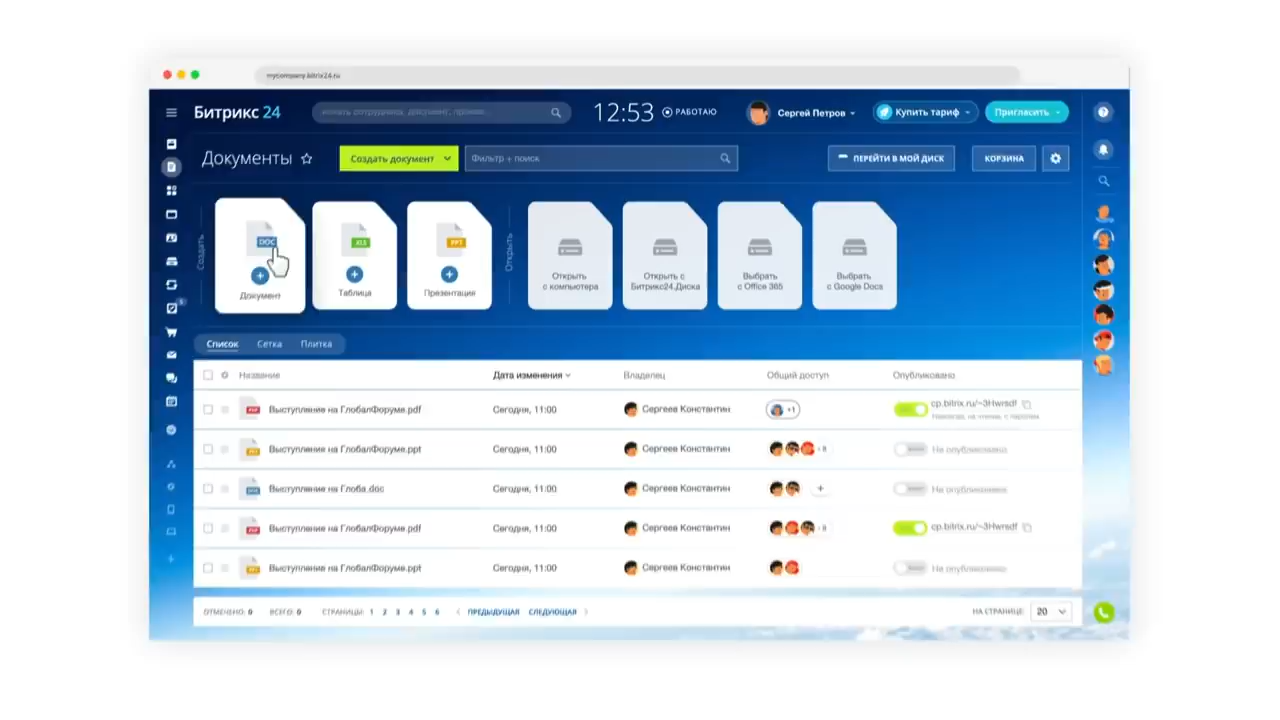 mycompany.bitrix24.ru
Битрикс 24
искать сотрудника, документ, прочее...
12:53
РАБОТАЮ
Сергей Петров
Купить тариф
Пригласить
Документы
Создать документ
Фильтр + поиск
ПЕРЕЙТИ В МОЙ ДИСК
КОРЗИНА
Создать
DOC
Документ
XLS
Таблица
PPT
Презентация
Открыть
Открыть
с компьютера
Открыть с
Битрикс24.Диска
Выбрать
с Office 365
Выбрать
с Google Docs
Список Сетка Плитка
Название Дата изменения Владелец Общий доступ Опубликовано
Выступление на ГлобалФоруме.pdf Сегодня, 11:00 Сергеев Константин +1 cp.bitrix.ru/~3Hwrsdf
Выступление на ГлобалФоруме.ppt Сегодня, 11:00 Сергеев Константин +8 Не опубликовано
Выступление на Глоба.doc Сегодня, 11:00 Сергеев Константин + Не опубликовано
Выступление на ГлобалФоруме.pdf Сегодня, 11:00 Сергеев Константин +8 cp.bitrix.ru/~3Hwrsdf
Выступление на ГлобалФоруме.ppt Сегодня, 11:00 Сергеев Константин Не опубликовано
ОТМЕЧЕНО: 0 ВСЕГО: 0 СТРАНИЦЫ: 1 2 3 4 5 6 ПРЕДЫДУЩАЯ СЛЕДУЮЩАЯ НА СТРАНИЦЕ: 20